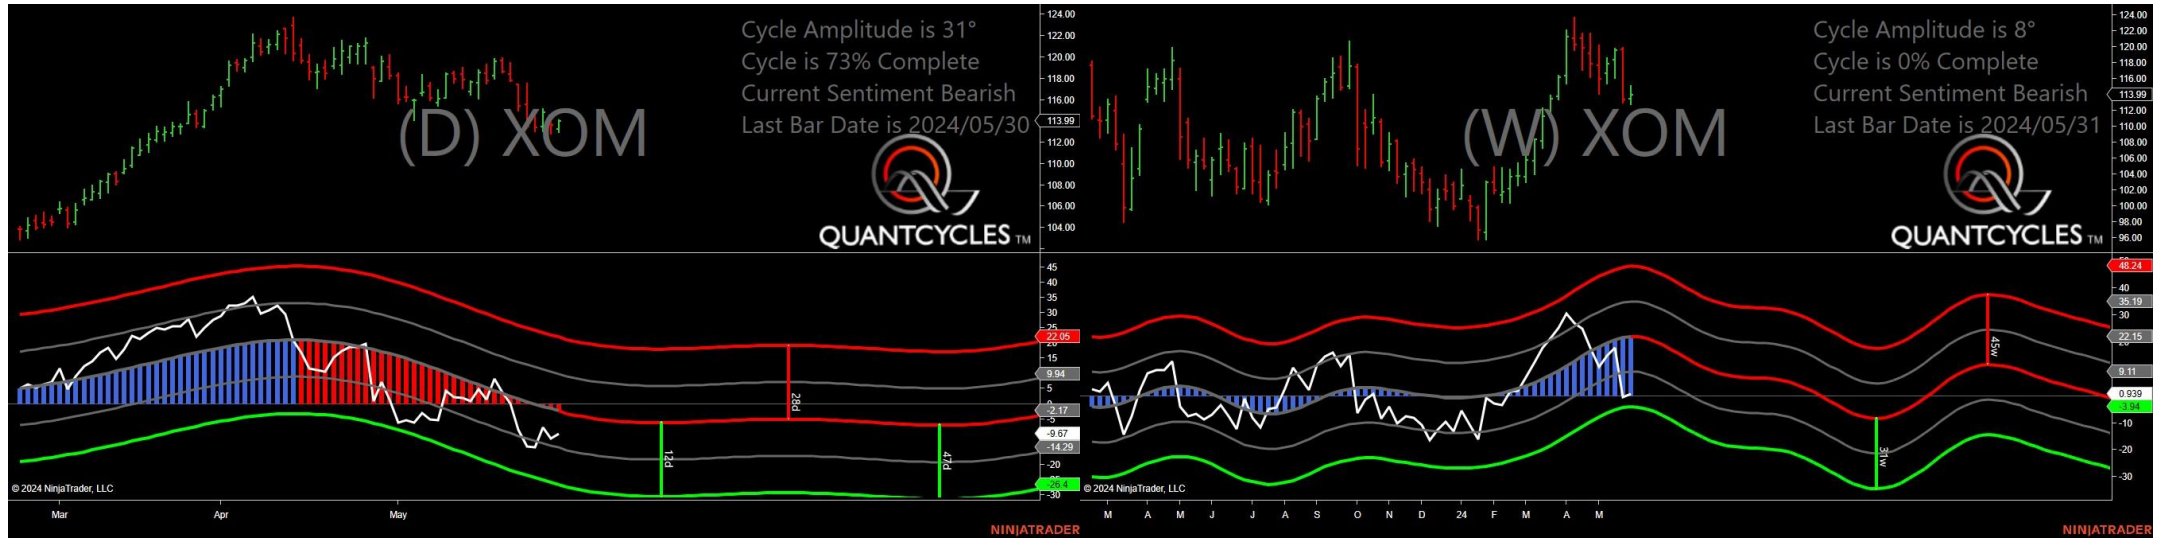 Cycle Amplitude is 31°
Cycle is 73% Complete
Current Sentiment Bearish
Last Bar Date is 2024/05/30
(D) XOM
QUANTCYCLES TM
124.00
122.00
120.00
118.00
116.00
113.99
112.00
110.00
108.00
106.00
104.00
45
40
35
30
25
22.05
20
15
9.94
5
0
-2.17
-5
-9.67
-14.29
-20
-26.4
-30
28d
12d
47d
© 2024 NinjaTrader, LLC
Mar
Apr
May
NINJATRADER
Cycle Amplitude is 8°
Cycle is 0% Complete
Current Sentiment Bearish
Last Bar Date is 2024/05/31
(W) XOM
QUANTCYCLES TM
124.00
122.00
120.00
118.00
116.00
113.99
112.00
110.00
108.00
106.00
104.00
102.00
100.00
98.00
96.00
48.24
40
35.19
30
22.15
9.11
0.939
-3.94
-10
-20
-30
45w
31w
© 2024 NinjaTrader, LLC
M A M J J A S O N D 24 F M A M
NINJATRADER